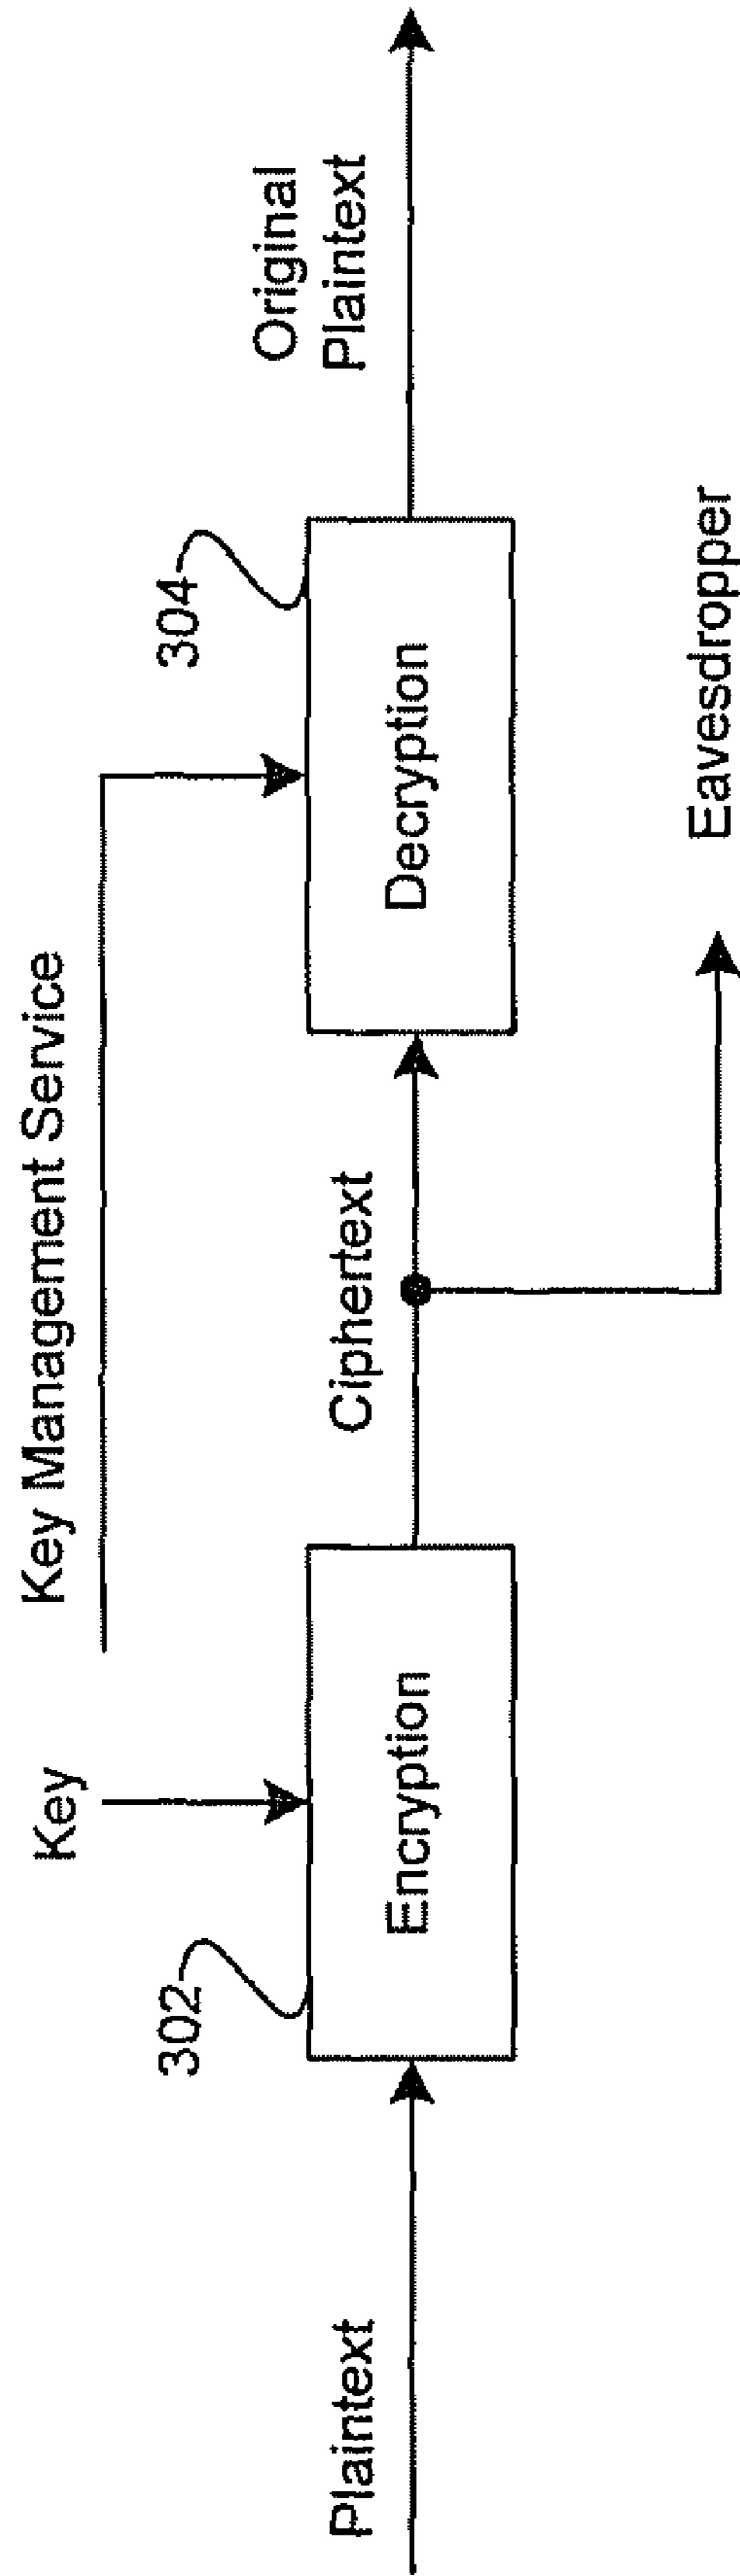 Key Management Service
Key
302
304
Plaintext
Encryption
Ciphertext
Decryption
Original
Plaintext
Eavesdropper